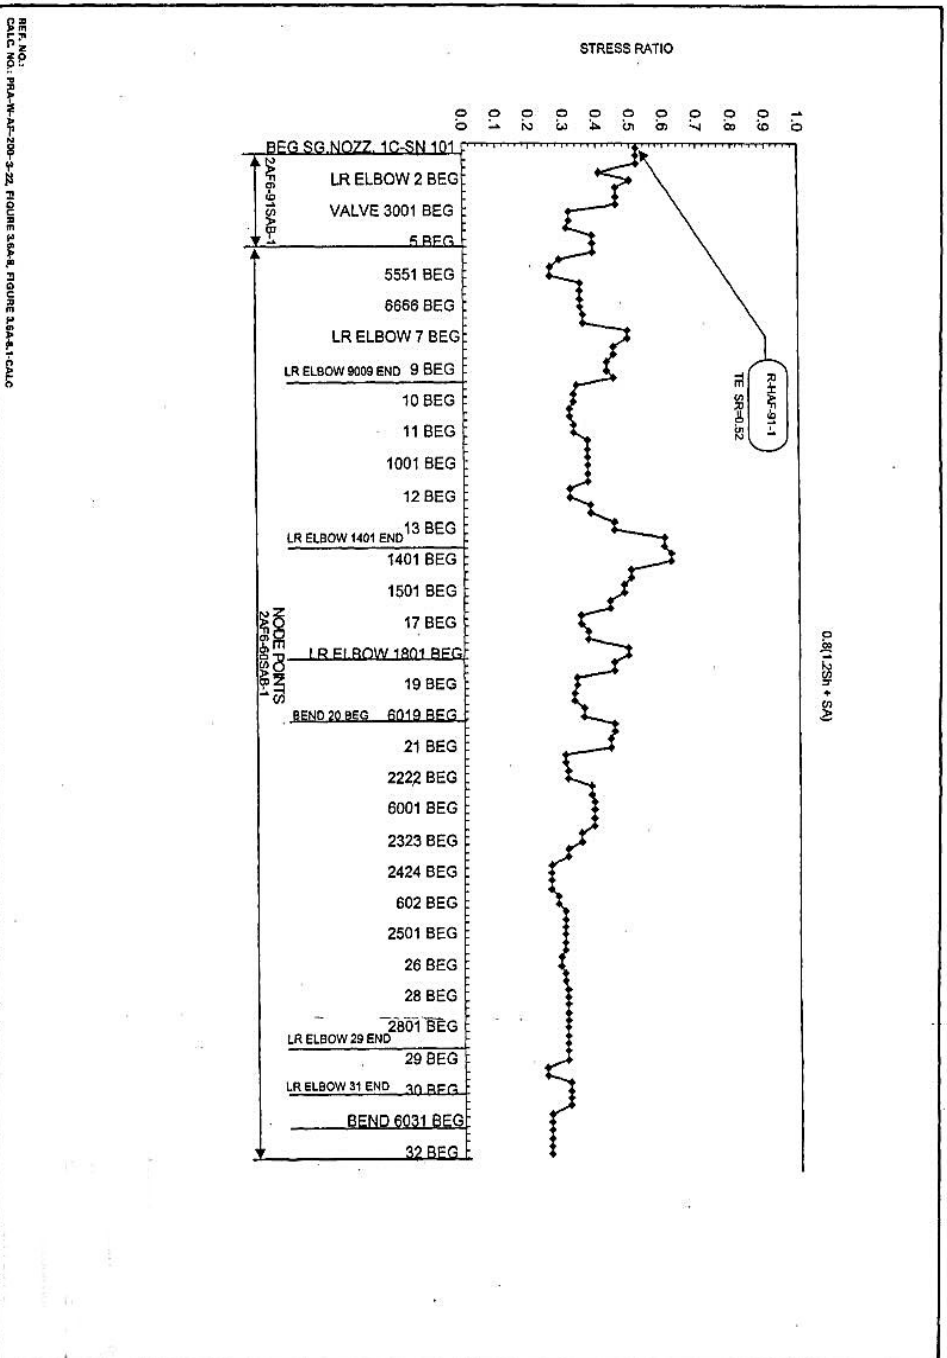 STRESS RATIO
0.0
0.1
0.2
0.3
0.4
0.5
0.6
0.7
0.8
0.9
1.0
0.8(1.2Sh + SA)
R-HAF-91-1
TE SR=0.52
BEG SG.NOZZ. 1C-SN 101
LR ELBOW 2 BEG
VALVE 3001 BEG
5 BEG
5551 BEG
6666 BEG
LR ELBOW 7 BEG
LR ELBOW 9009 END
9 BEG
10 BEG
11 BEG
1001 BEG
12 BEG
13 BEG
LR ELBOW 1401 END
1401 BEG
1501 BEG
17 BEG
LR ELBOW 1801 BEG
19 BEG
BEND 20 BEG
6019 BEG
21 BEG
2222 BEG
6001 BEG
2323 BEG
2424 BEG
602 BEG
2501 BEG
26 BEG
28 BEG
2801 BEG
LR ELBOW 29 END
29 BEG
LR ELBOW 31 END
30 BEG
BEND 6031 BEG
32 BEG
2AF6-91SAB-1
NODE POINTS
2AF6-60SAB-1
REF. NO.:
CALC. NO.: PRA-W-AF-200-3-22, FIGURE 3.6A-8, FIGURE 3.6A-8.1-CALC